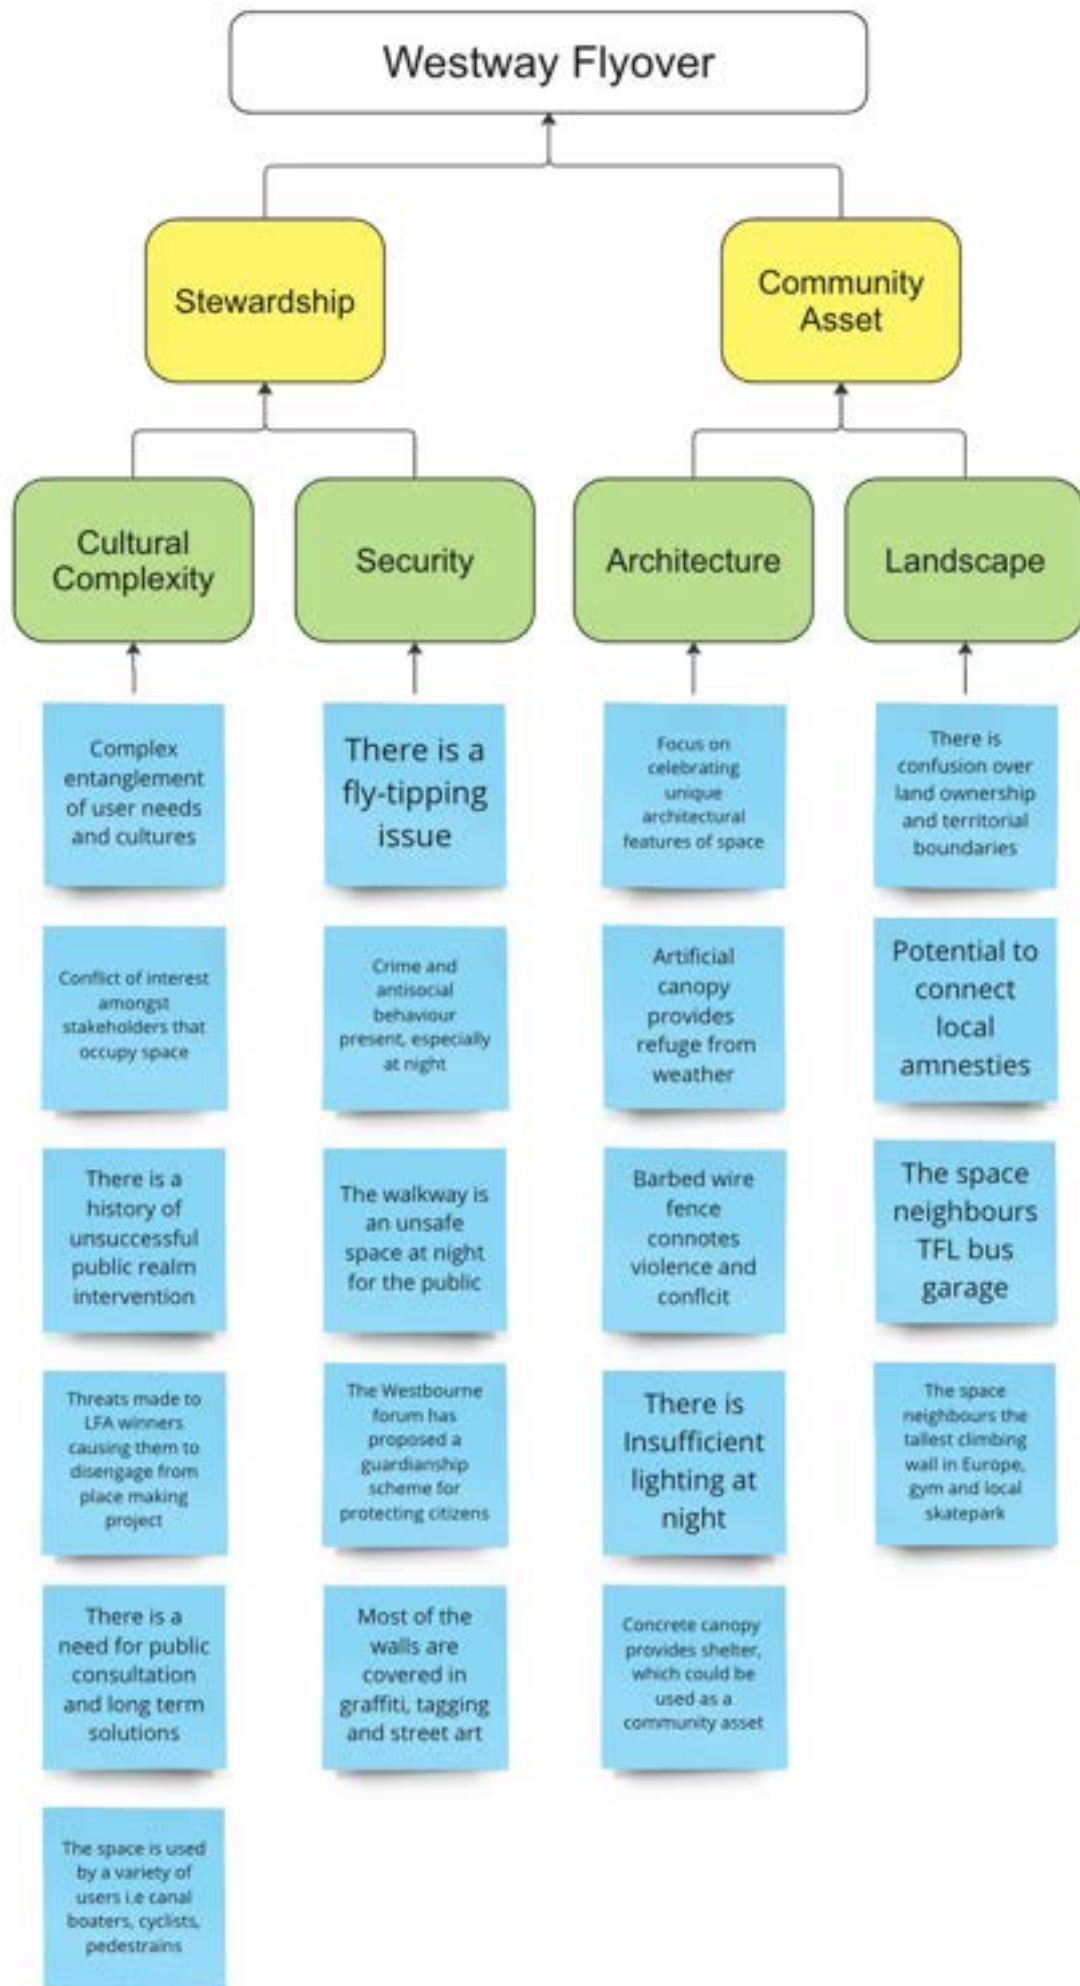 Westway Flyover
Stewardship
Community
Asset
Cultural
Complexity
Security
Architecture
Landscape
Complex
entanglement
of user needs
and cultures
Conflict of interest
amongst
stakeholders that
occupy space
There is a
history of
unsuccessful
public realm
intervention
Threats made to
LFA winners
causing them to
disengage from
place making
project
There is a
need for public
consultation
and long term
solutions
The space is used
by a variety of
users i.e canal
boaters, cyclists,
pedestrains
There is a
fly-tipping
issue
Crime and
antisocial
behaviour
present, especially
at night
The walkway is
an unsafe
space at night
for the public
The Westbourne
forum has
proposed a
guardianship
scheme for
protecting citizens
Most of the
walls are
covered in
graffiti, tagging
and street art
Focus on
celebrating
unique
architectural
features of space
Artificial
canopy
provides
refuge from
weather
Barbed wire
fence
connotes
violence and
conflcit
There is
Insufficient
lighting at
night
Concrete canopy
provides shelter,
which could be
used as a
community asset
There is
confusion over
land ownership
and territorial
boundaries
Potential to
connect
local
amnesties
The space
neighbours
TFL bus
garage
The space
neighbours the
tallest climbing
wall in Europe,
gym and local
skatepark